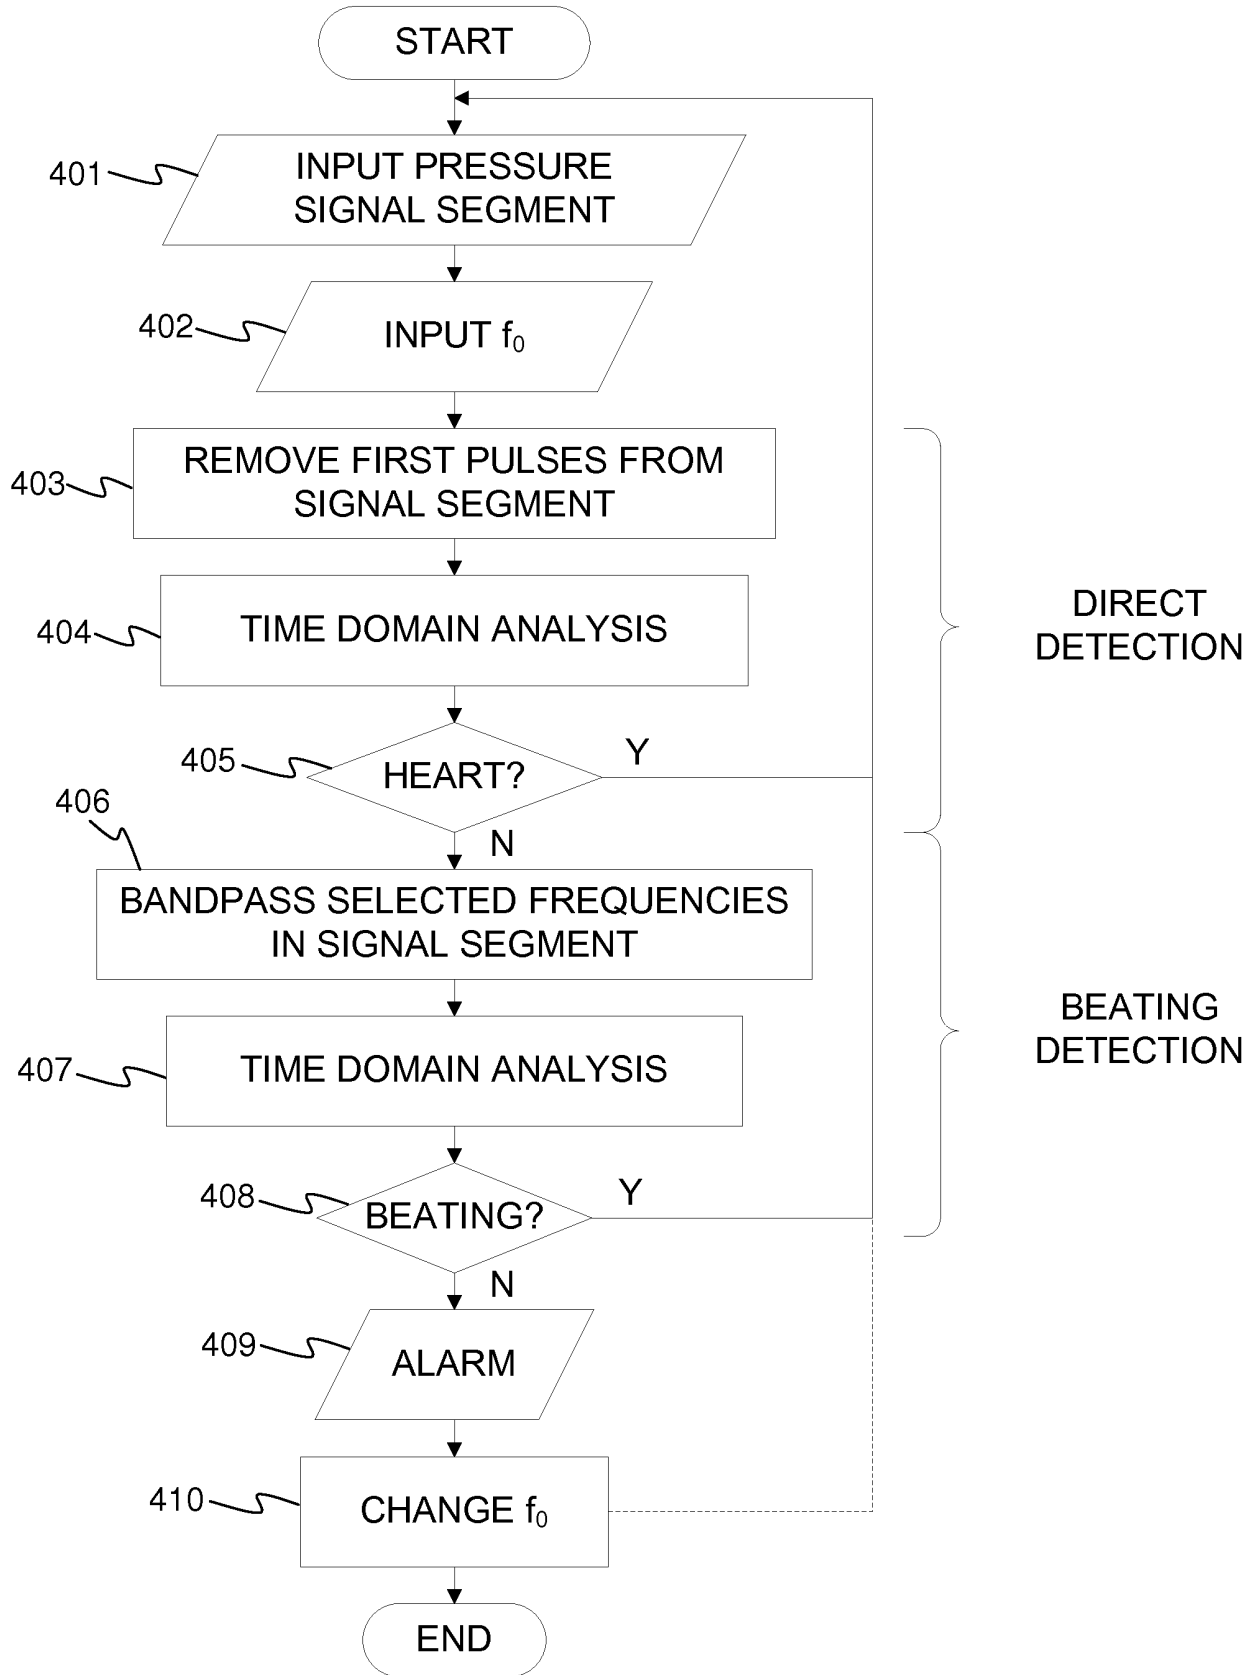 START
401
INPUT PRESSURE
SIGNAL SEGMENT
402
INPUT f₀
403
REMOVE FIRST PULSES FROM
SIGNAL SEGMENT
404
TIME DOMAIN ANALYSIS
DIRECT
DETECTION
405
HEART?
Y
N
406
BANDPASS SELECTED FREQUENCIES
IN SIGNAL SEGMENT
407
TIME DOMAIN ANALYSIS
BEATING
DETECTION
408
BEATING?
Y
N
409
ALARM
410
CHANGE f₀
END